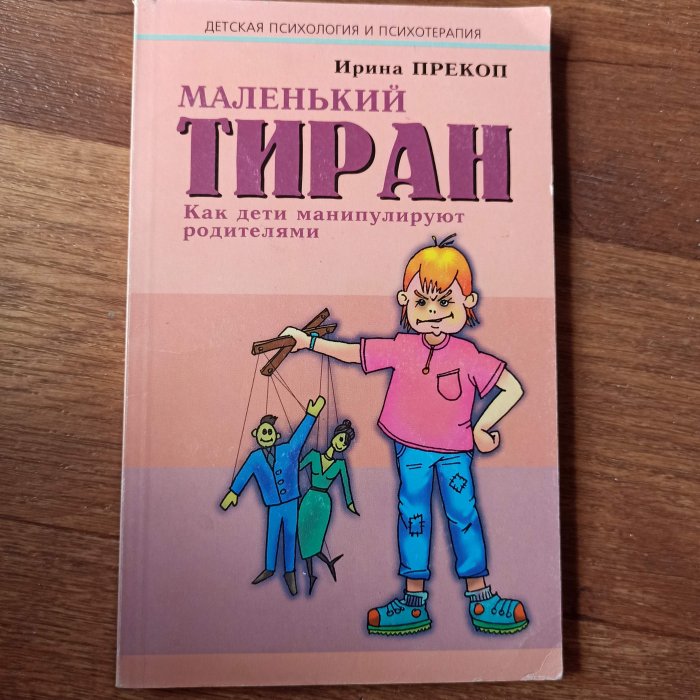 ДЕТСКАЯ ПСИХОЛОГИЯ И ПСИХОТЕРАПИЯ
Ирина ПРЕКОП
МАЛЕНЬКИЙ
ТИРАН
Как дети манипулируют
родителями